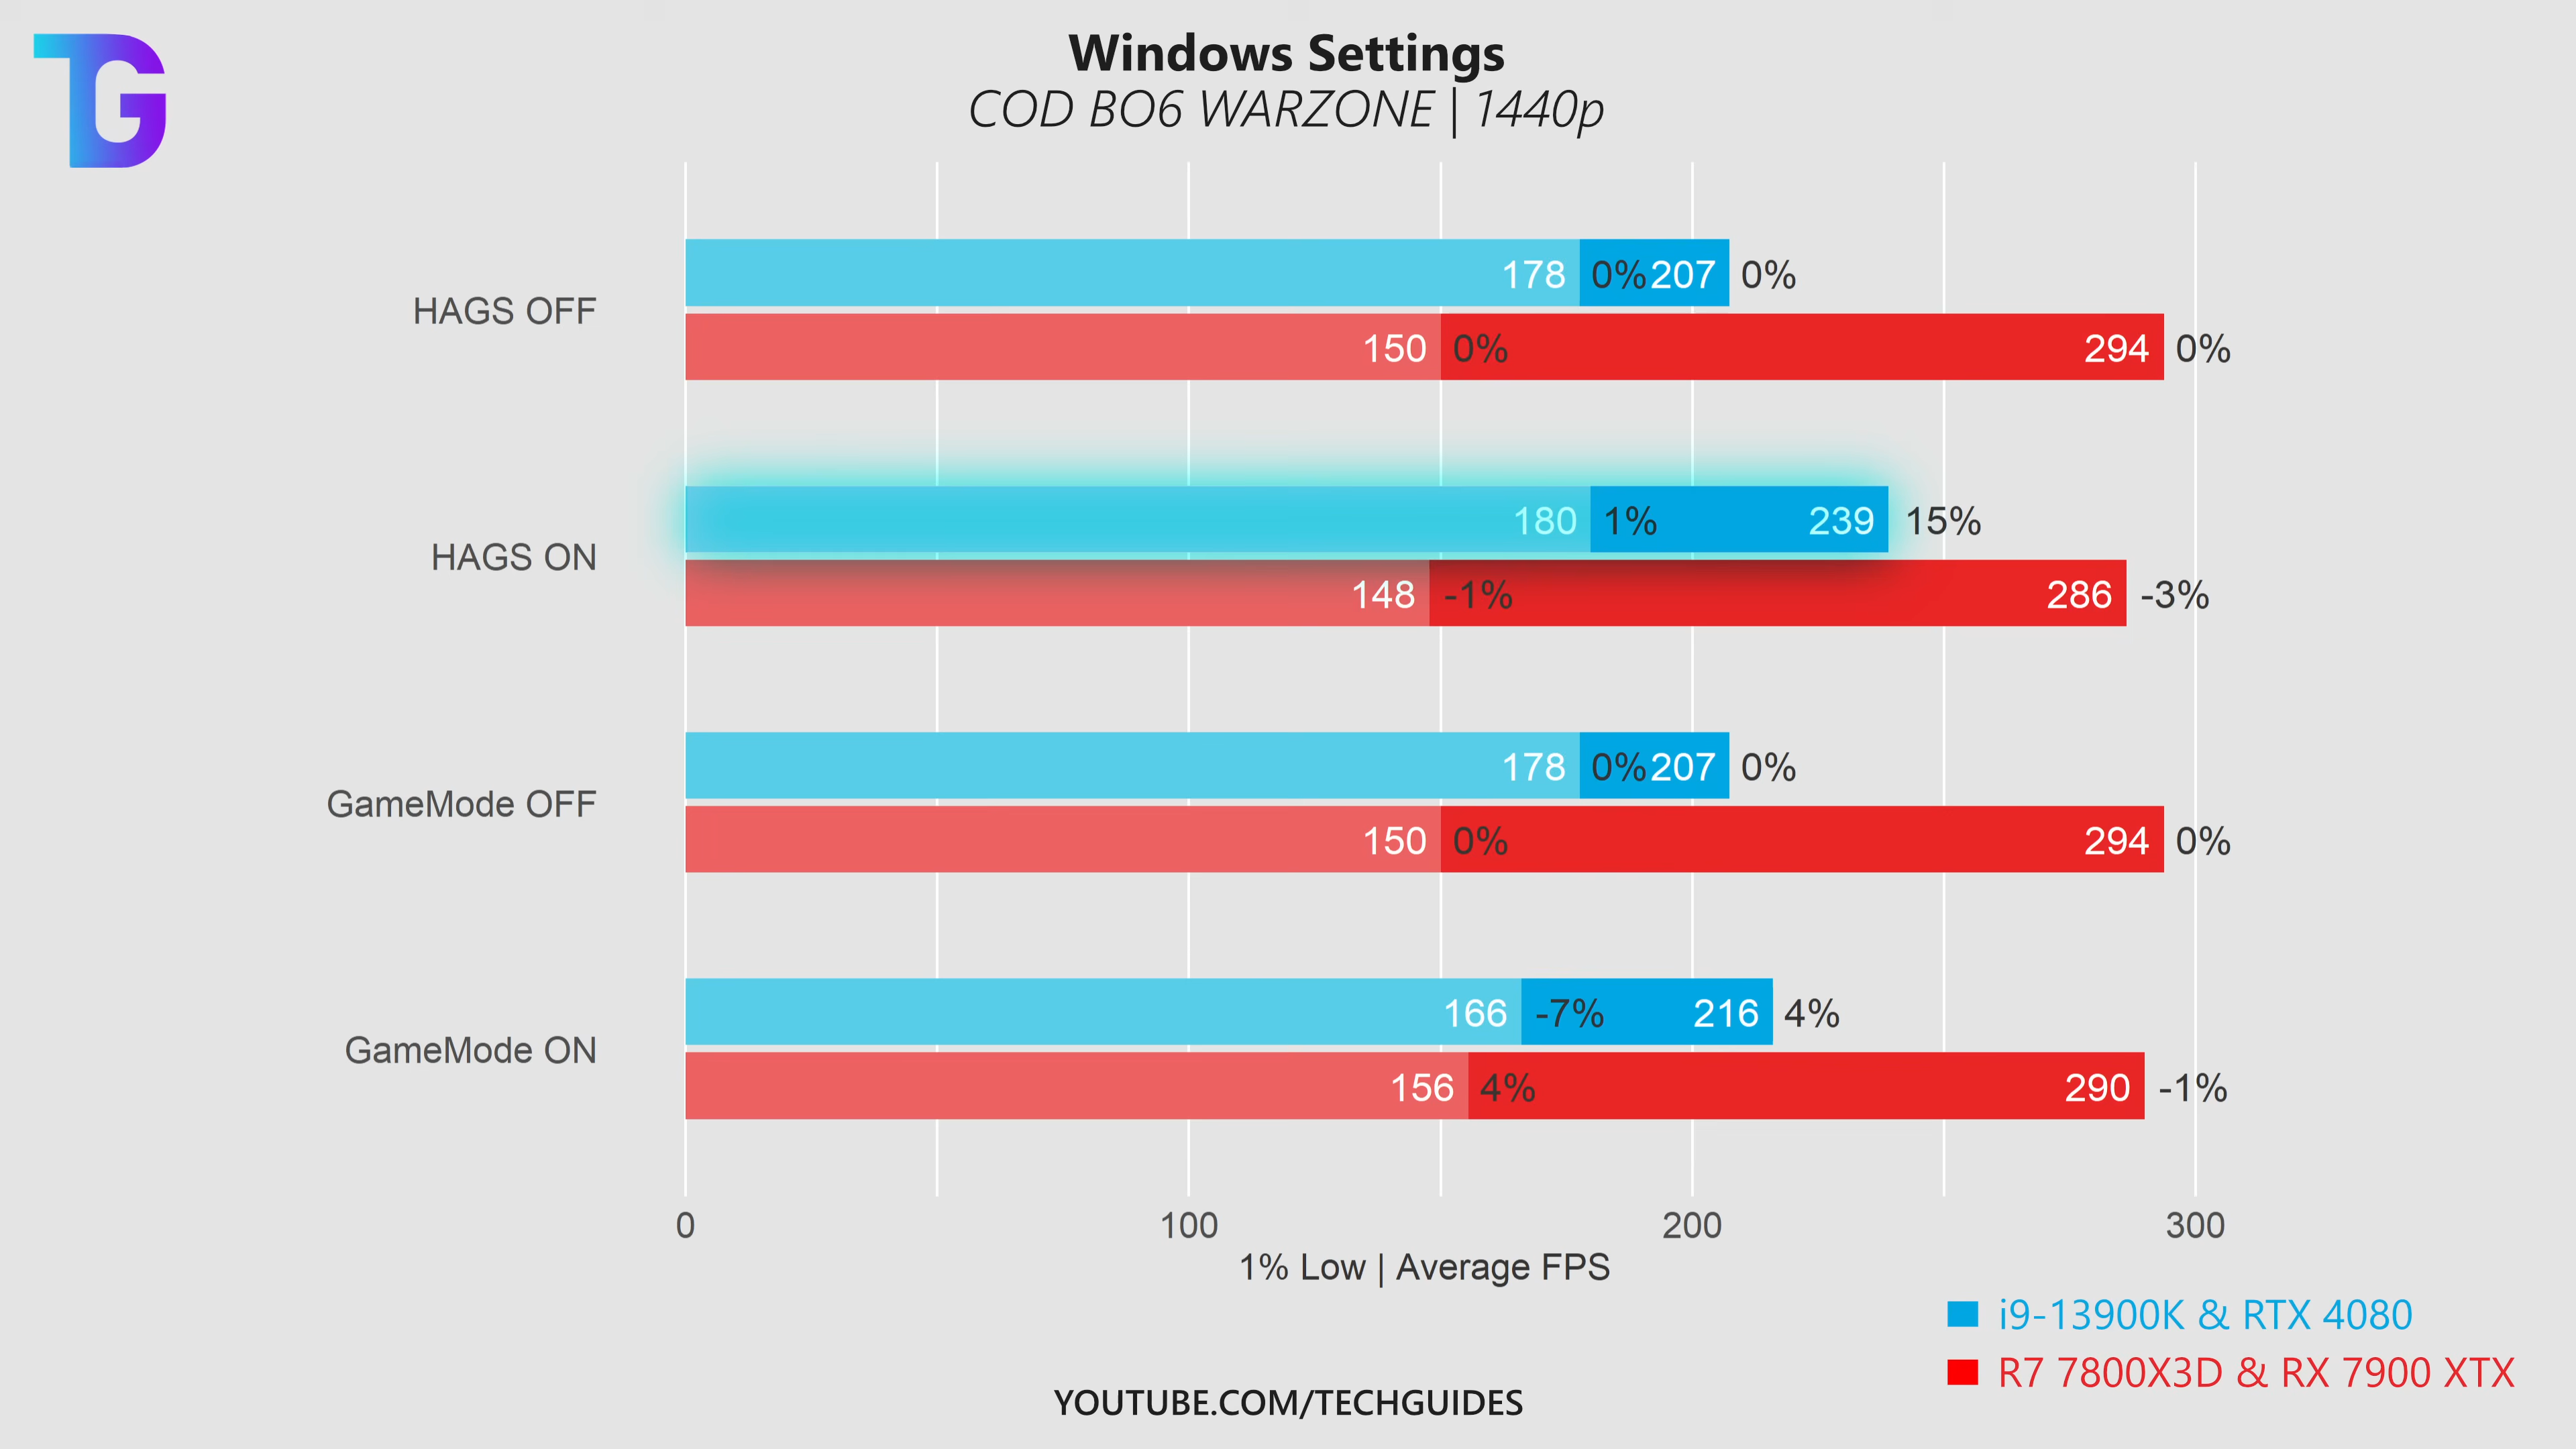 TG
Windows Settings
COD BO6 WARZONE | 1440p
HAGS OFF
178 0% 207 0%
150 0% 294 0%
HAGS ON
180 1% 239 15%
148 -1% 286 -3%
GameMode OFF
178 0% 207 0%
150 0% 294 0%
GameMode ON
166 -7% 216 4%
156 4% 290 -1%
0 100 200 300
1% Low | Average FPS
i9-13900K & RTX 4080
R7 7800X3D & RX 7900 XTX
YOUTUBE.COM/TECHGUIDES